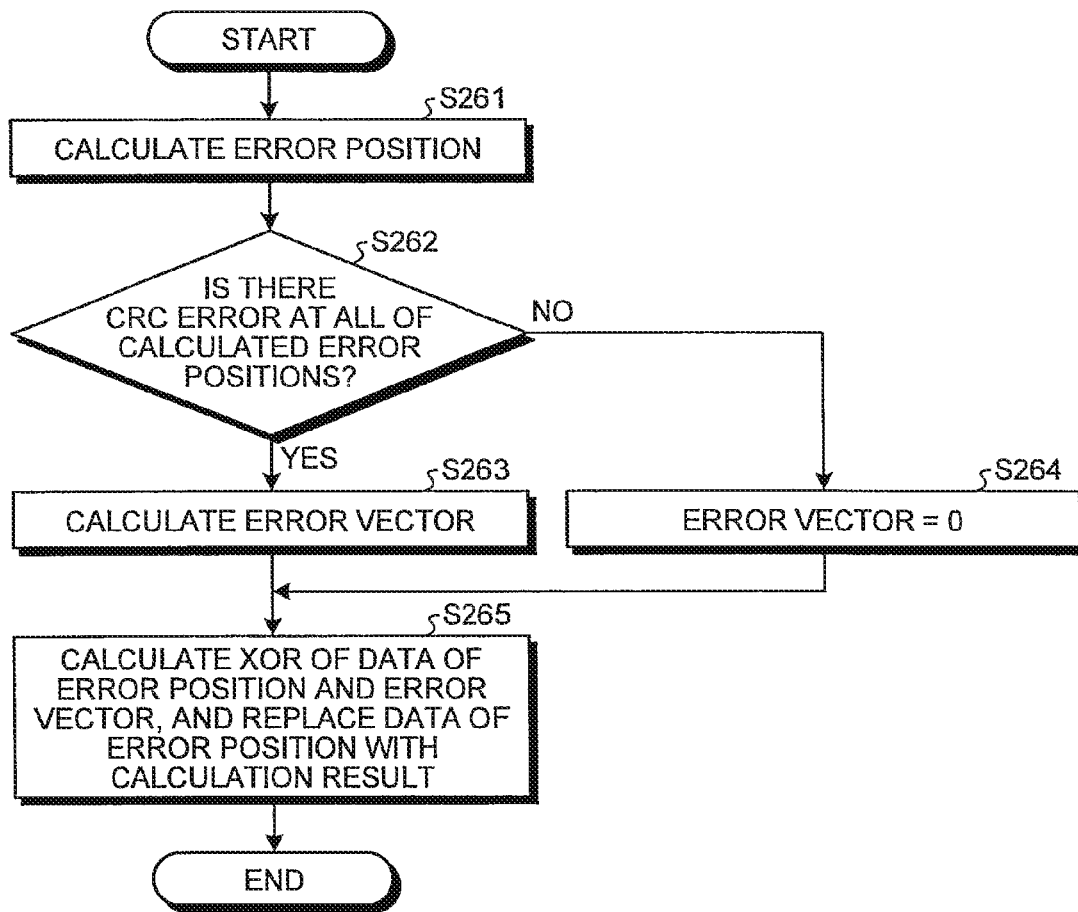 START
S261
CALCULATE ERROR POSITION
S262
IS THERE
CRC ERROR AT ALL OF
CALCULATED ERROR
POSITIONS?
NO
YES
S263
CALCULATE ERROR VECTOR
S264
ERROR VECTOR = 0
S265
CALCULATE XOR OF DATA OF
ERROR POSITION AND ERROR
VECTOR, AND REPLACE DATA OF
ERROR POSITION WITH
CALCULATION RESULT
END